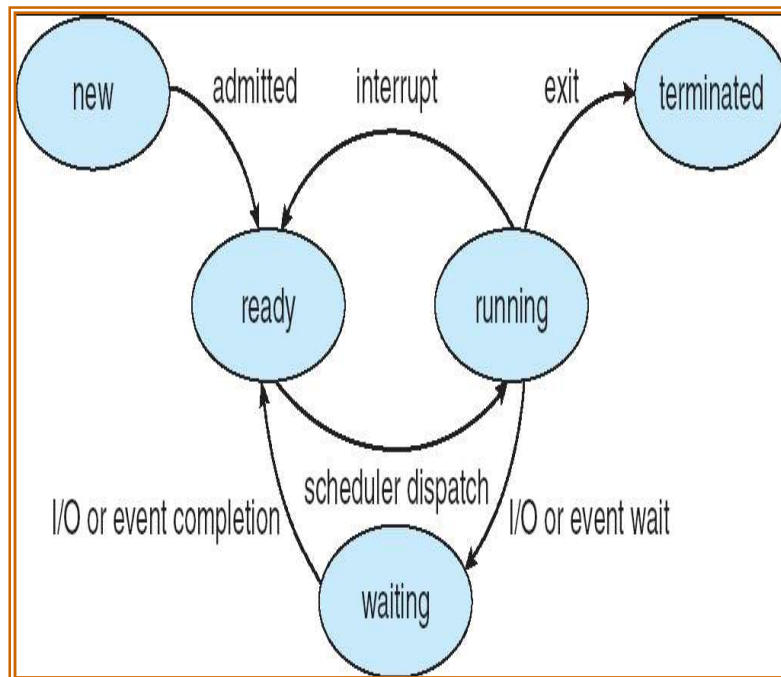 new
admitted
interrupt
exit
terminated
ready
running
scheduler dispatch
I/O or event completion
I/O or event wait
waiting